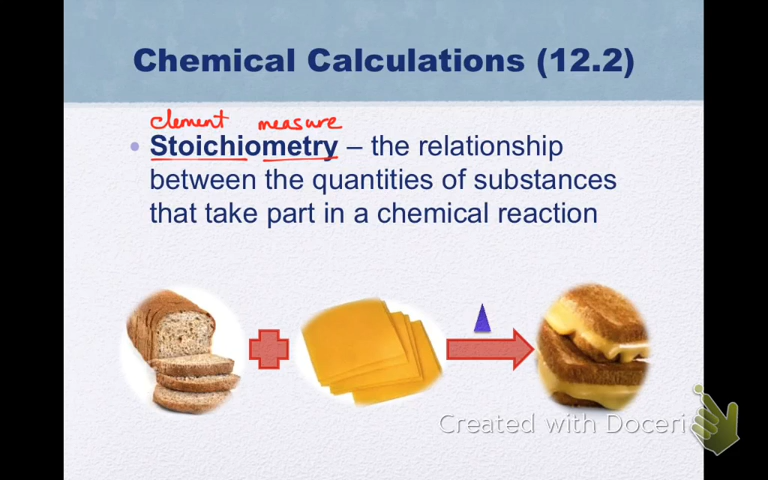 Chemical Calculations (12.2)
element measure
• Stoichiometry – the relationship
between the quantities of substances
that take part in a chemical reaction
Created with Doceri